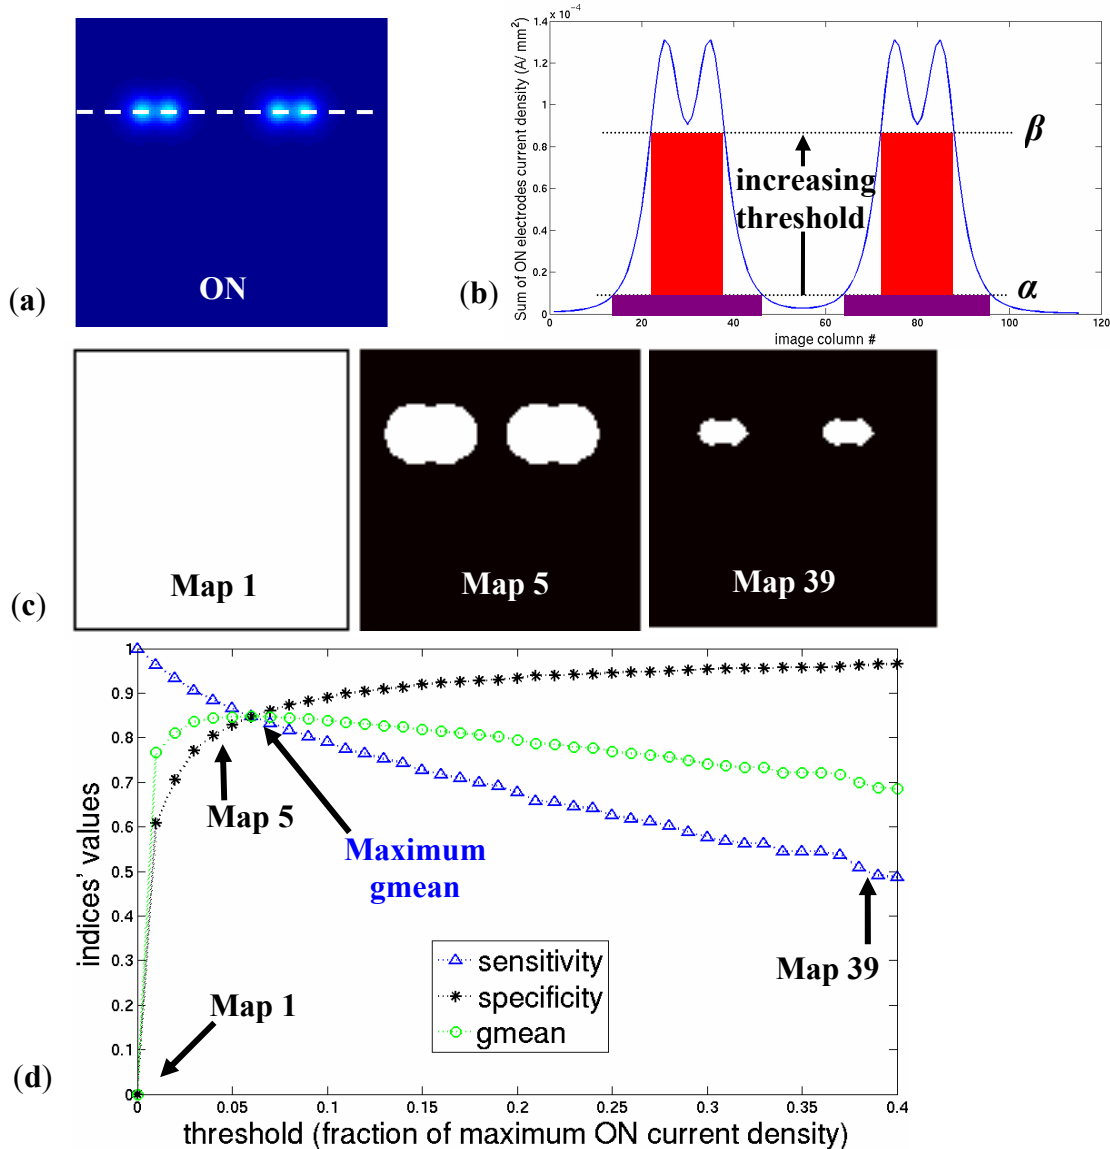 ON
(a)
x 10⁻⁴
Sum of ON electrodes current density (A/ mm²)
1.4
1.2
1
0.8
0.6
0.4
0.2
0
0 20 40 60 80 100 120
image column #
β
increasing
threshold
α
(b)
Map 1
Map 5
Map 39
(c)
indices' values
1
0.9
0.8
0.7
0.6
0.5
0.4
0.3
0.2
0.1
0
0 0.05 0.1 0.15 0.2 0.25 0.3 0.35 0.4
threshold (fraction of maximum ON current density)
Map 5
Maximum
gmean
Map 39
Map 1
sensitivity
specificity
gmean
(d)